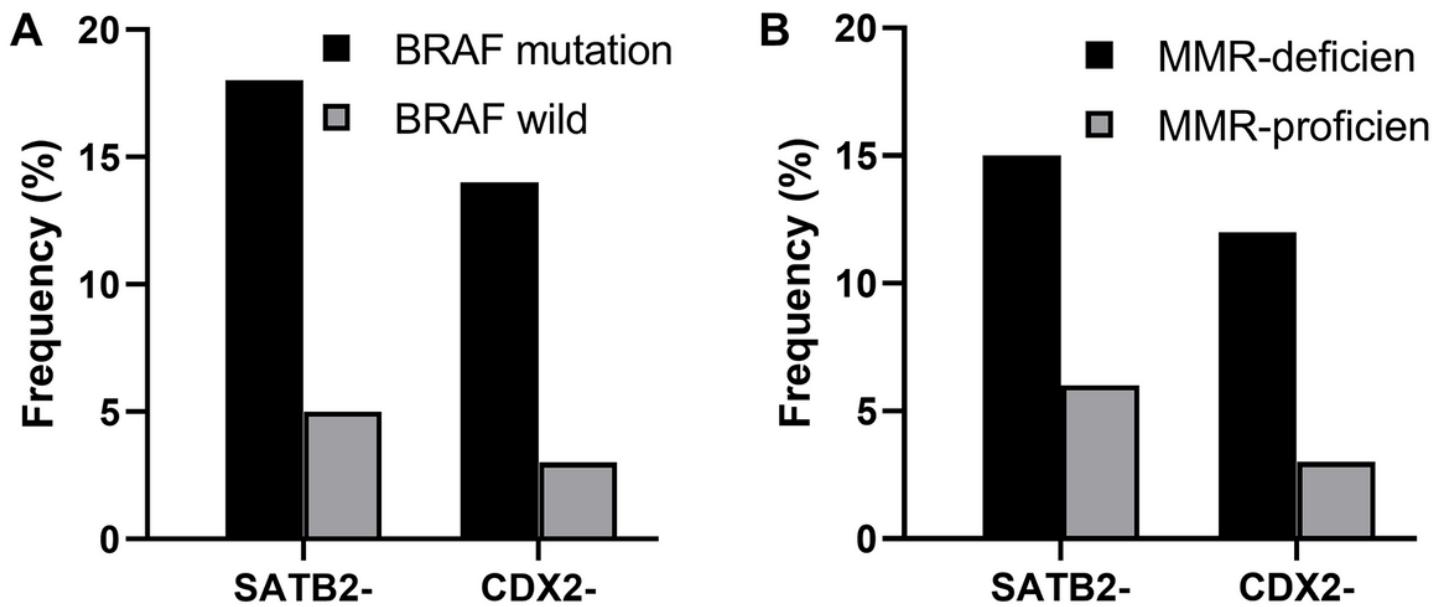 A
20
15
10
5
0
Frequency (%)
BRAF mutation
BRAF wild
SATB2-
CDX2-
B
20
15
10
5
0
Frequency (%)
MMR-deficien
MMR-proficien
SATB2-
CDX2-